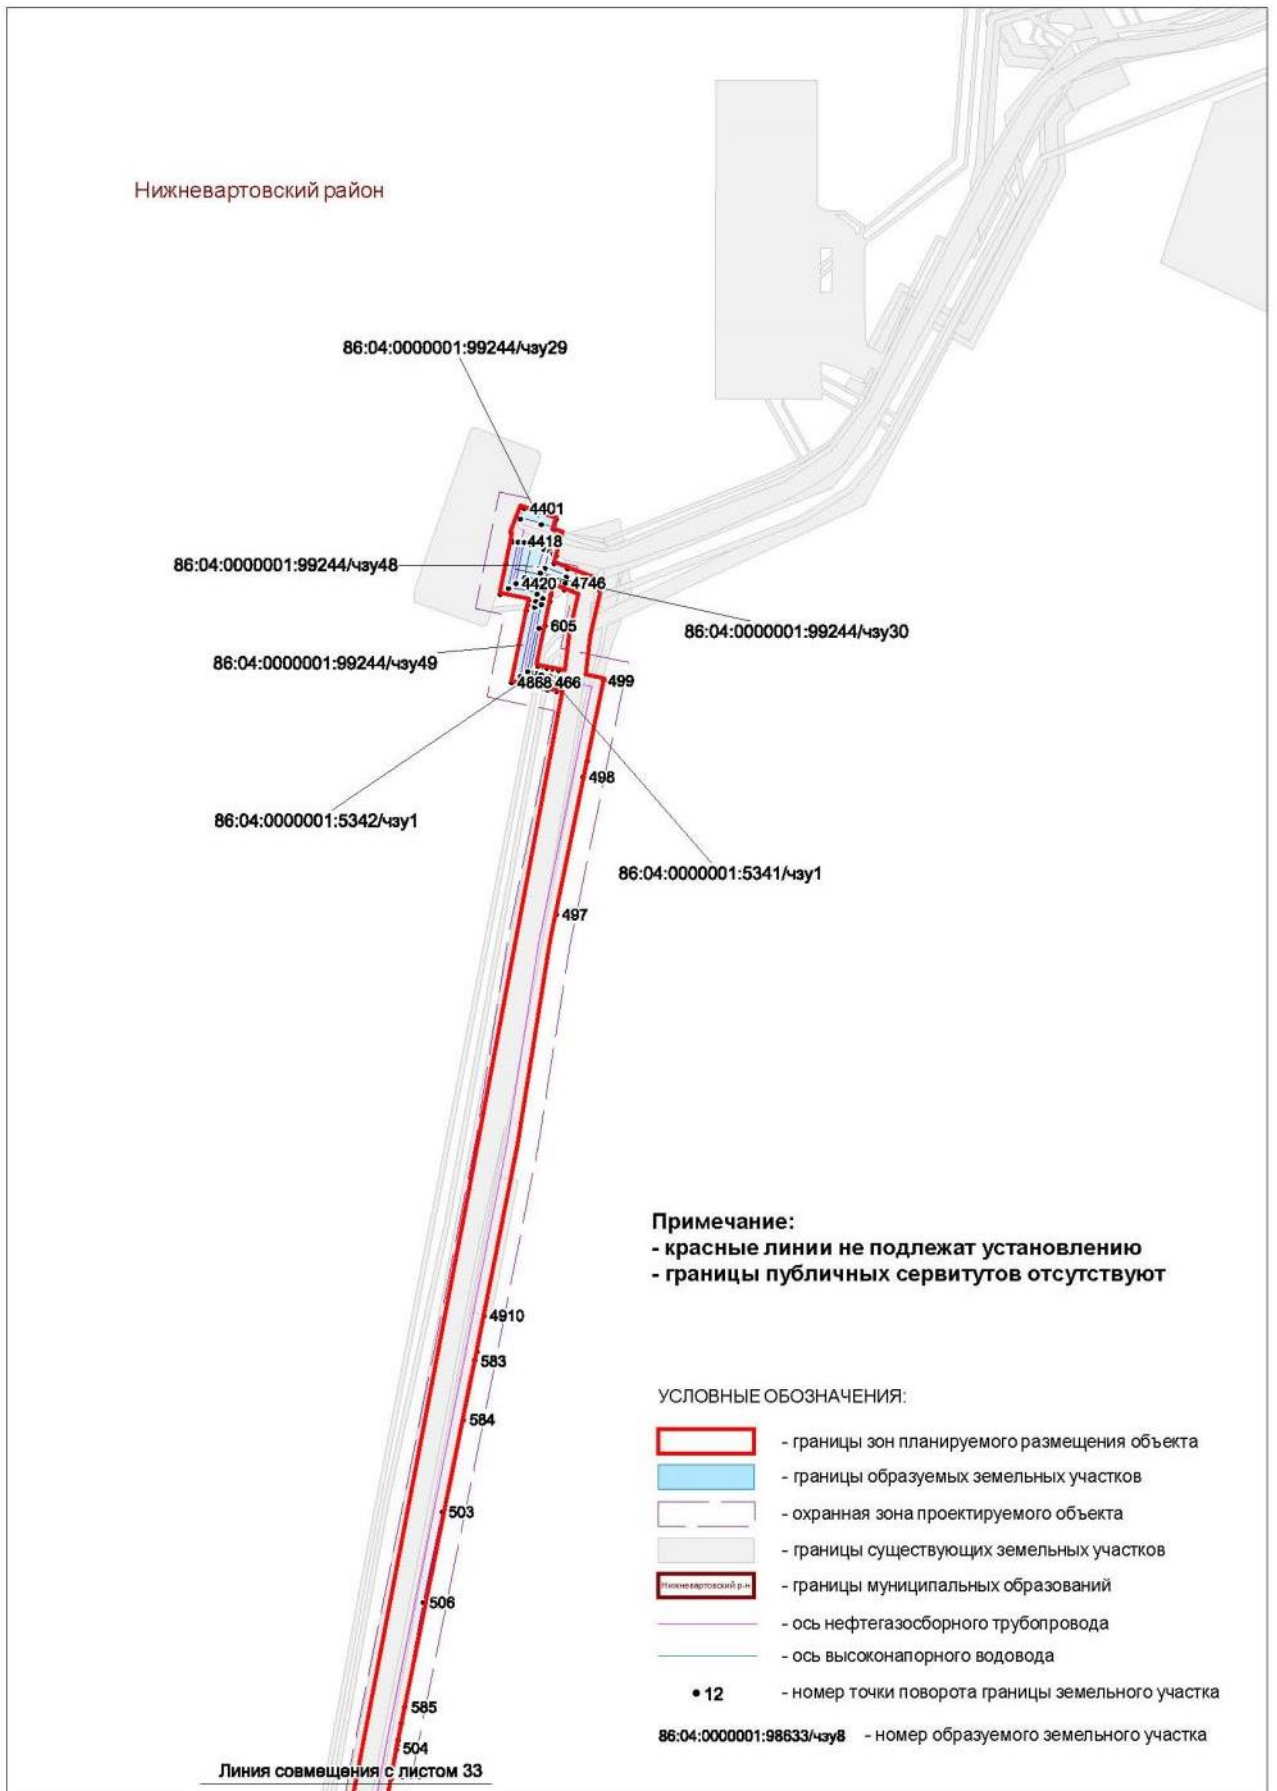 Нижневартовский район
86:04:0000001:99244/чзу29
4401
4418
86:04:0000001:99244/чзу48
4420
4746
605
86:04:0000001:99244/чзу30
86:04:0000001:99244/чзу49
4868
466
499
498
86:04:0000001:5342/чзу1
86:04:0000001:5341/чзу1
497
Примечание:
- красные линии не подлежат установлению
- границы публичных сервитутов отсутствуют
4910
583
584
503
506
585
504
Линия совмещения с листом 33
УСЛОВНЫЕ ОБОЗНАЧЕНИЯ:
- границы зон планируемого размещения объекта
- границы образуемых земельных участков
- охранная зона проектируемого объекта
- границы существующих земельных участков
Нижневартовский р-н - границы муниципальных образований
- ось нефтегазосборного трубопровода
- ось высоконапорного водовода
• 12 - номер точки поворота границы земельного участка
86:04:0000001:98633/чзу8 - номер образуемого земельного участка